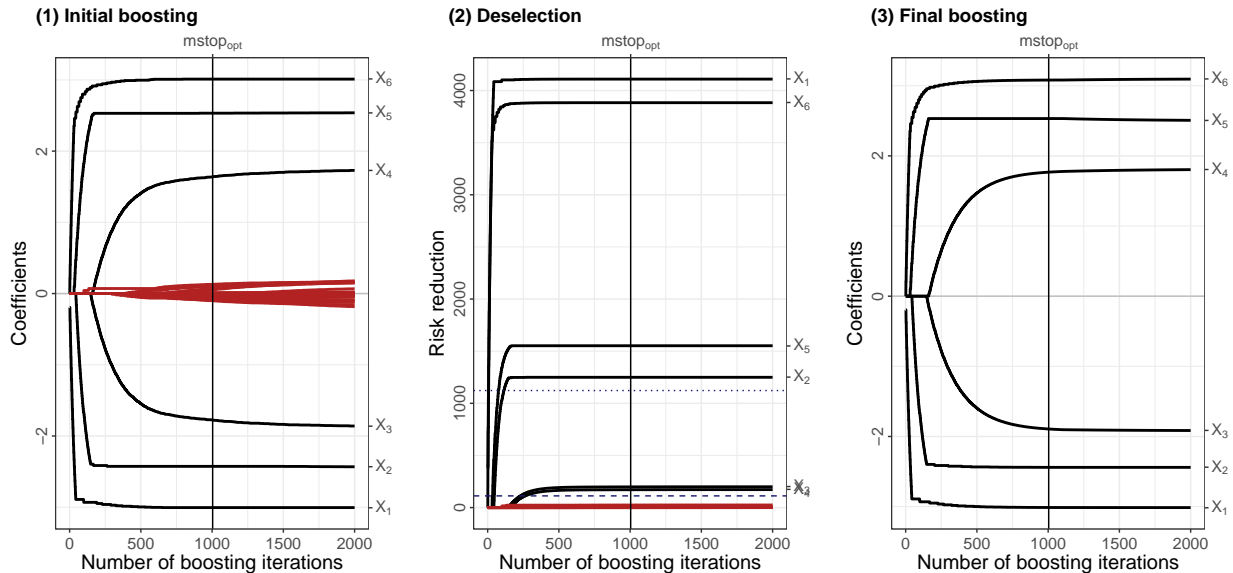 (1) Initial boosting
mstopopt
Coefficients
2
0
−2
X6
X5
X4
X3
X2
X1
0 500 1000 1500 2000
Number of boosting iterations
(2) Deselection
mstopopt
Risk reduction
4000
3000
2000
1000
0
X1
X6
X5
X2
0 500 1000 1500 2000
Number of boosting iterations
(3) Final boosting
mstopopt
Coefficients
2
0
−2
X6
X5
X4
X3
X2
X1
0 500 1000 1500 2000
Number of boosting iterations